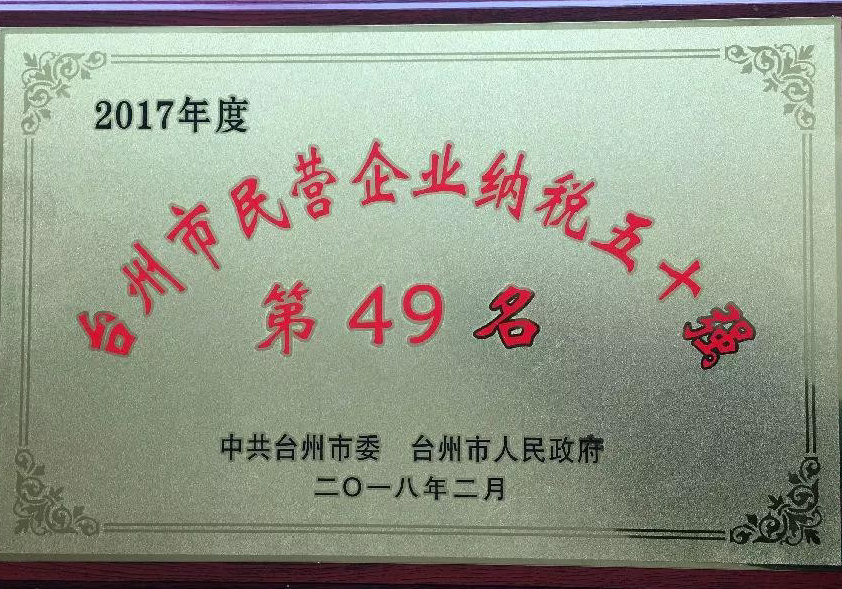 2017年度
台州市民营企业纳税五十强
第49名
中共台州市委 台州市人民政府
二〇一八年二月